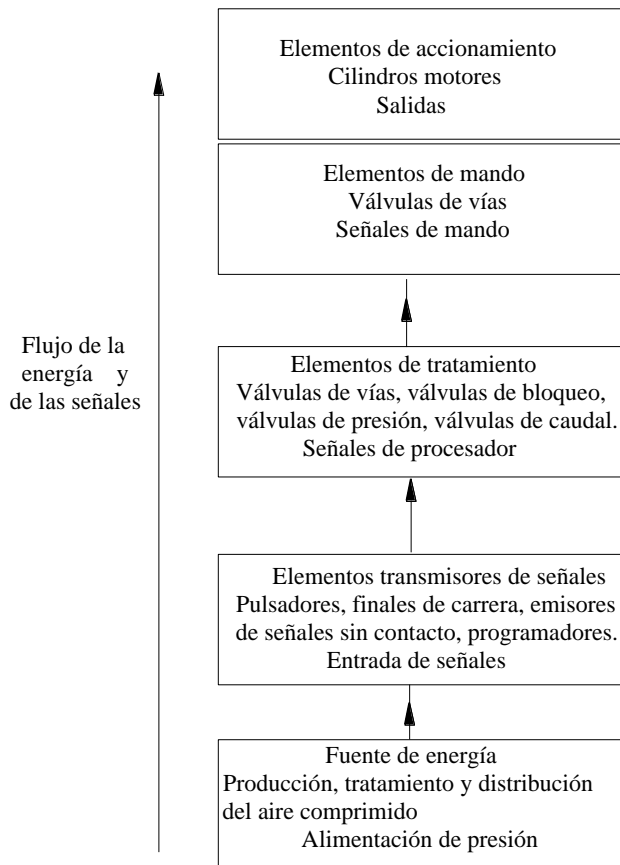 Elementos de accionamiento
Cilindros motores
Salidas
Elementos de mando
Válvulas de vías
Señales de mando
Flujo de la
energía y
de las señales
Elementos de tratamiento
Válvulas de vías, válvulas de bloqueo,
válvulas de presión, válvulas de caudal.
Señales de procesador
Elementos transmisores de señales
Pulsadores, finales de carrera, emisores
de señales sin contacto, programadores.
Entrada de señales
Fuente de energía
Producción, tratamiento y distribución
del aire comprimido
Alimentación de presión